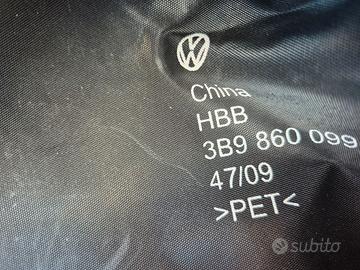 China
HBB
3B9 860 099
47/09
>PET<
subito